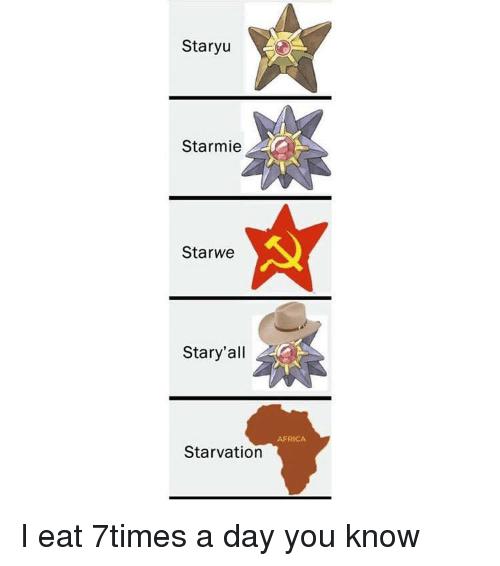 Staryu
Starmie
Starwe
Stary'all
AFRICA
Starvation
I eat 7times a day you know